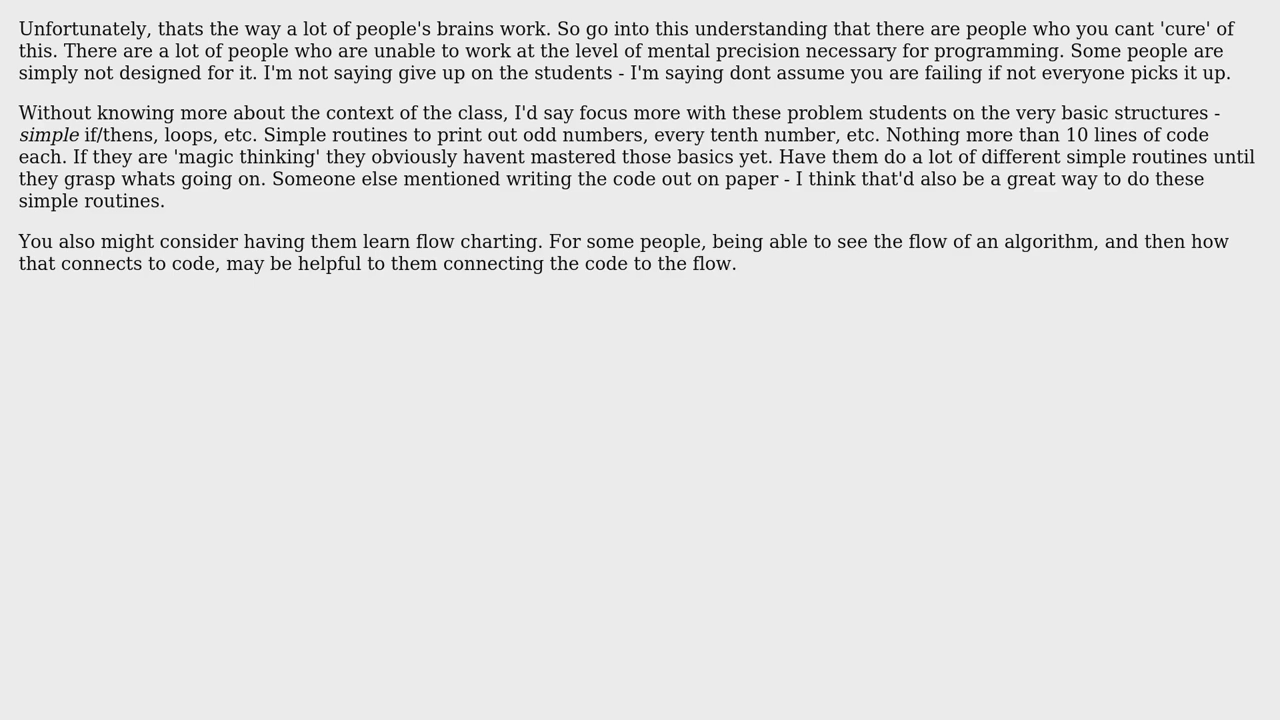 Unfortunately, thats the way a lot of people's brains work. So go into this understanding that there are people who you cant 'cure' of
this. There are a lot of people who are unable to work at the level of mental precision necessary for programming. Some people are
simply not designed for it. I'm not saying give up on the students - I'm saying dont assume you are failing if not everyone picks it up.
Without knowing more about the context of the class, I'd say focus more with these problem students on the very basic structures -
simple if/thens, loops, etc. Simple routines to print out odd numbers, every tenth number, etc. Nothing more than 10 lines of code
each. If they are 'magic thinking' they obviously havent mastered those basics yet. Have them do a lot of different simple routines until
they grasp whats going on. Someone else mentioned writing the code out on paper - I think that'd also be a great way to do these
simple routines.
You also might consider having them learn flow charting. For some people, being able to see the flow of an algorithm, and then how
that connects to code, may be helpful to them connecting the code to the flow.